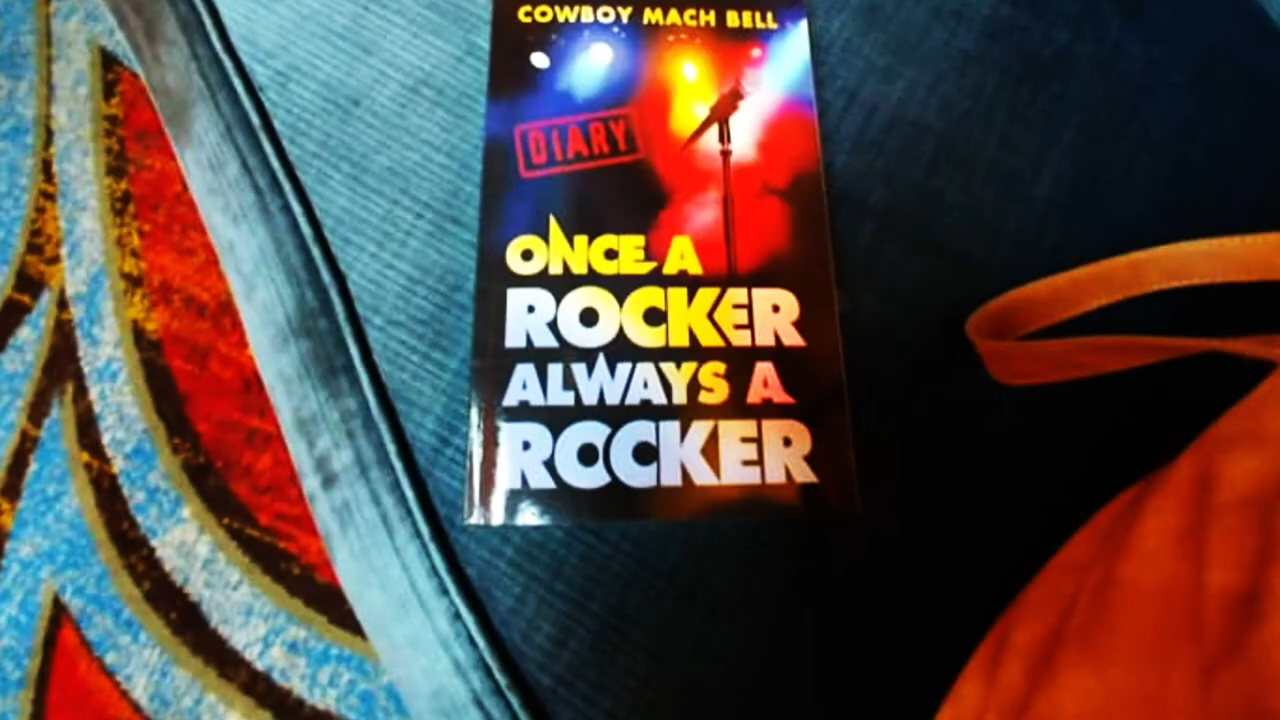 COWBOY MACH BELL
DIARY
ONCE A
ROCKER
ALWAYS A
ROCKER